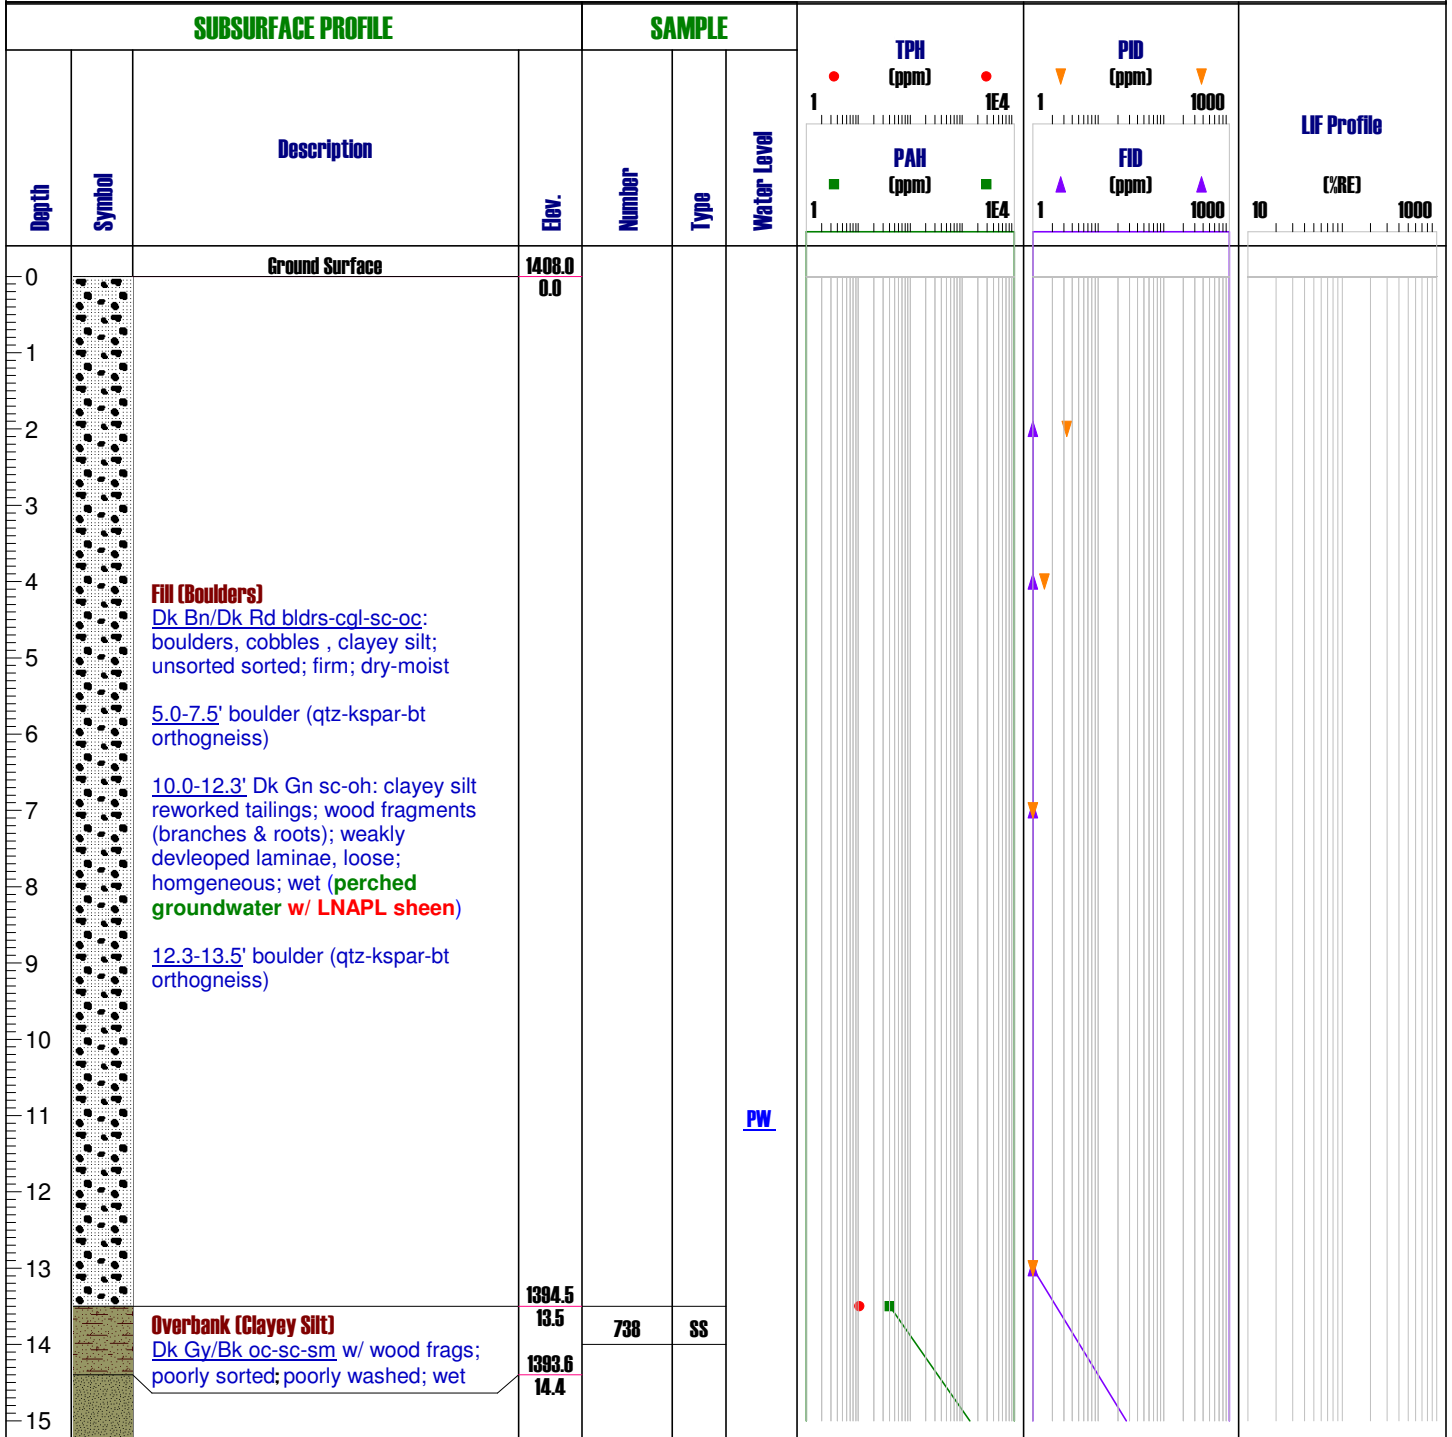 SUBSURFACE PROFILE
SAMPLE
Depth
Symbol
Description
Elev.
Number
Type
Water Level
TPH
(ppm)
1 1E4
PAH
(ppm)
1 1E4
PID
(ppm)
1 1000
FID
(ppm)
1 1000
LIF Profile
(%RE)
10 1000
0
Ground Surface
1408.0
0.0
1
2
3
4
Fill (Boulders)
Dk Bn/Dk Rd bldrs-cgl-sc-oc:
boulders, cobbles , clayey silt;
unsorted sorted; firm; dry-moist
5
5.0-7.5' boulder (qtz-kspar-bt
orthogneiss)
6
10.0-12.3' Dk Gn sc-oh: clayey silt
reworked tailings; wood fragments
(branches & roots); weakly
devleoped laminae, loose;
homgeneous; wet (perched
groundwater w/ LNAPL sheen)
7
8
12.3-13.5' boulder (qtz-kspar-bt
orthogneiss)
9
10
11
PW
12
13
1394.5
13.5
Overbank (Clayey Silt)
Dk Gy/Bk oc-sc-sm w/ wood frags;
poorly sorted; poorly washed; wet
738 SS
14
1393.6
14.4
15